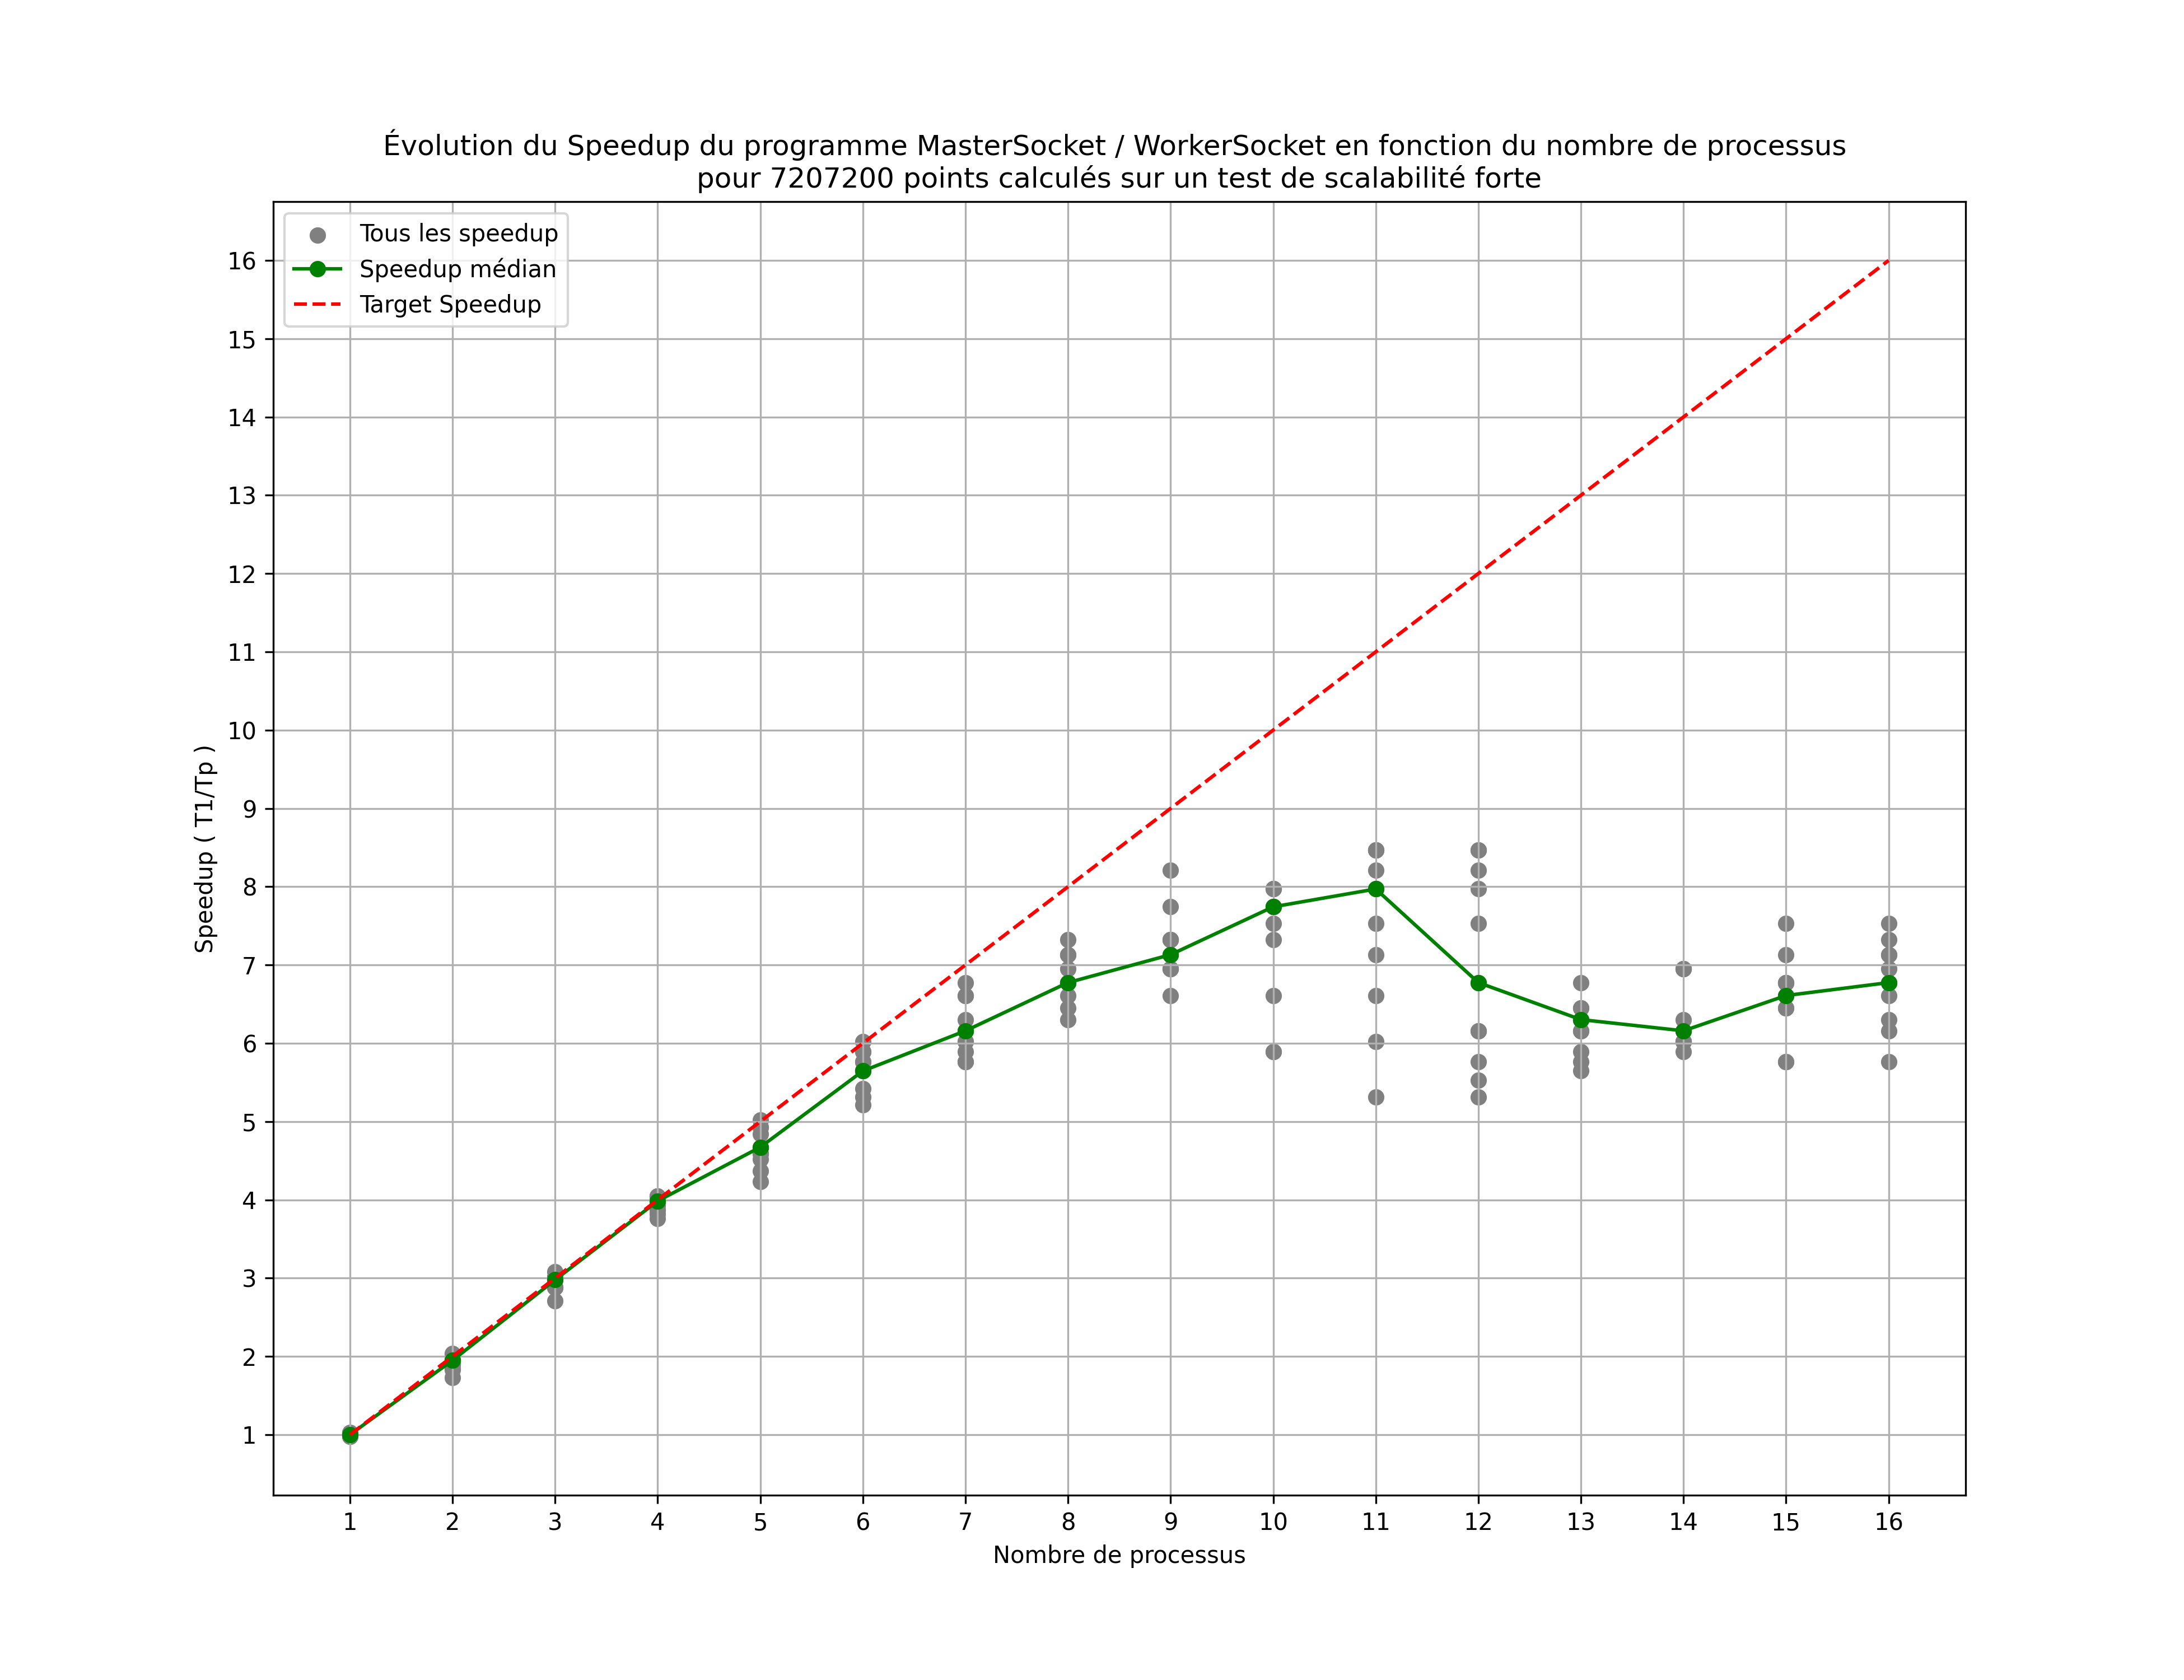 Évolution du Speedup du programme MasterSocket / WorkerSocket en fonction du nombre de processus
pour 7207200 points calculés sur un test de scalabilité forte
Tous les speedup
Speedup médian
Target Speedup
16
15
14
13
12
11
10
9
8
7
6
5
4
3
2
1
Speedup ( T1/Tp )
1 2 3 4 5 6 7 8 9 10 11 12 13 14 15 16
Nombre de processus